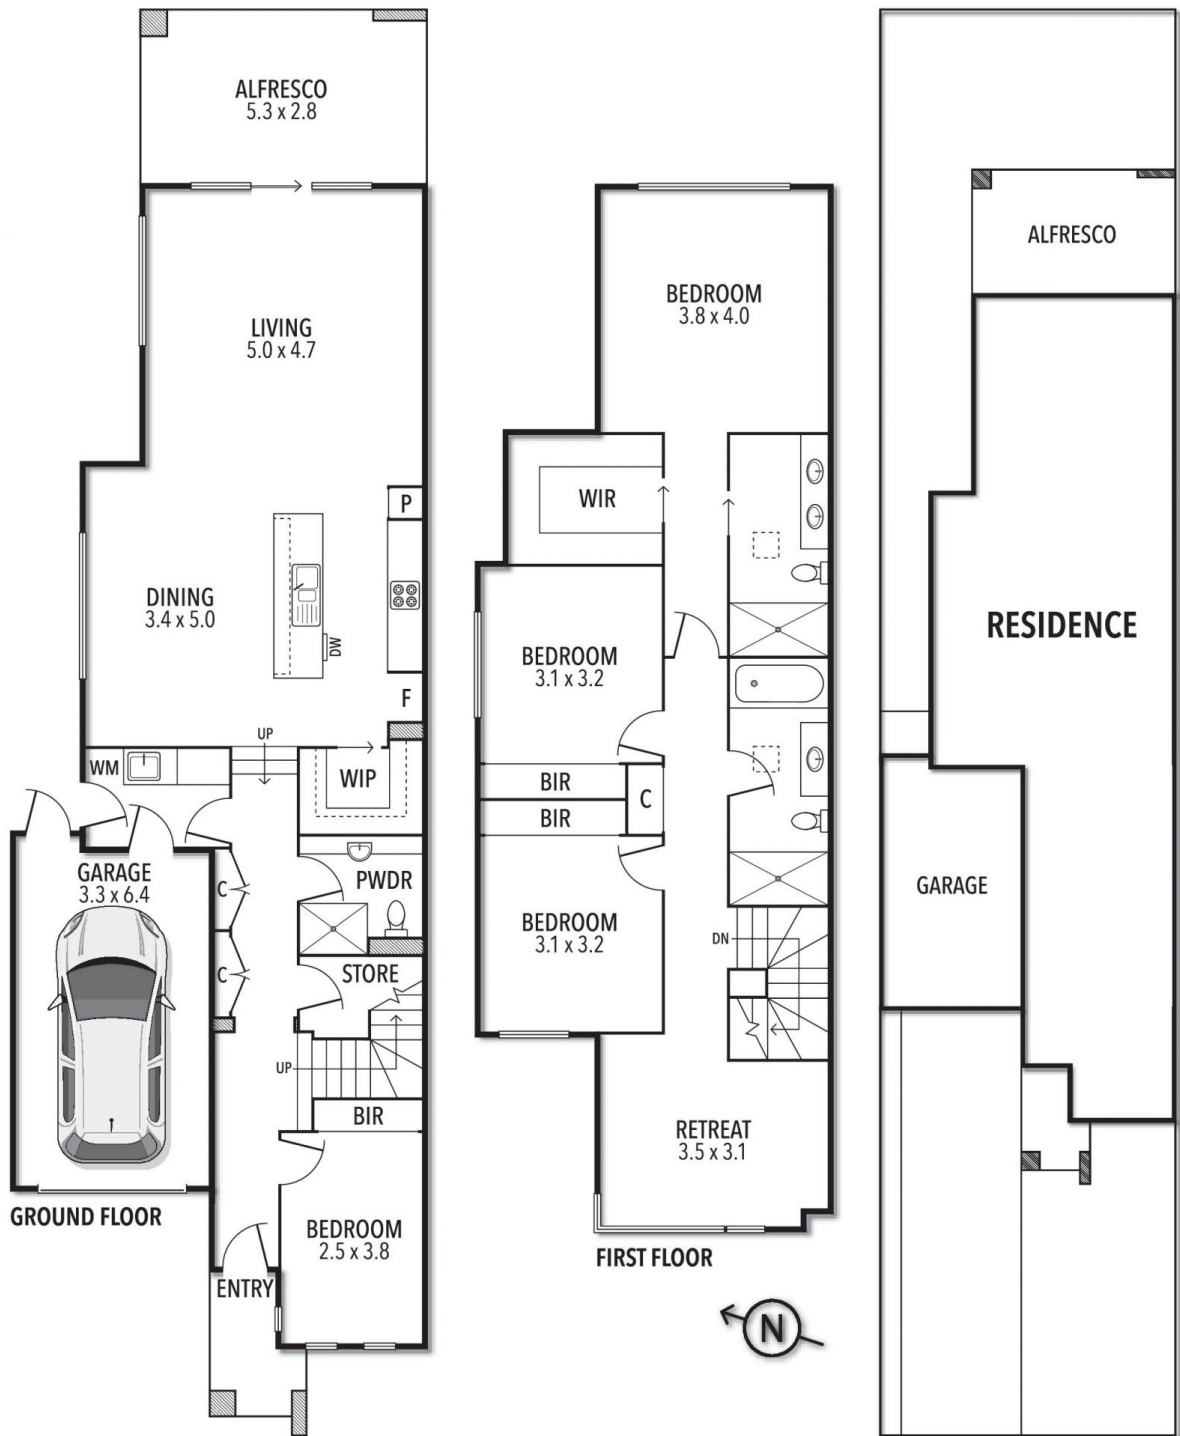 ALFRESCO
5.3 x 2.8
LIVING
5.0 x 4.7
P
DINING
3.4 x 5.0
DW
F
UP
WM
WIP
GARAGE
3.3 x 6.4
C
PWDR
C
STORE
UP
BIR
GROUND FLOOR
BEDROOM
2.5 x 3.8
ENTRY
BEDROOM
3.8 x 4.0
WIR
BEDROOM
3.1 x 3.2
BIR
C
BIR
BEDROOM
3.1 x 3.2
DN
RETREAT
3.5 x 3.1
FIRST FLOOR
N
ALFRESCO
RESIDENCE
GARAGE